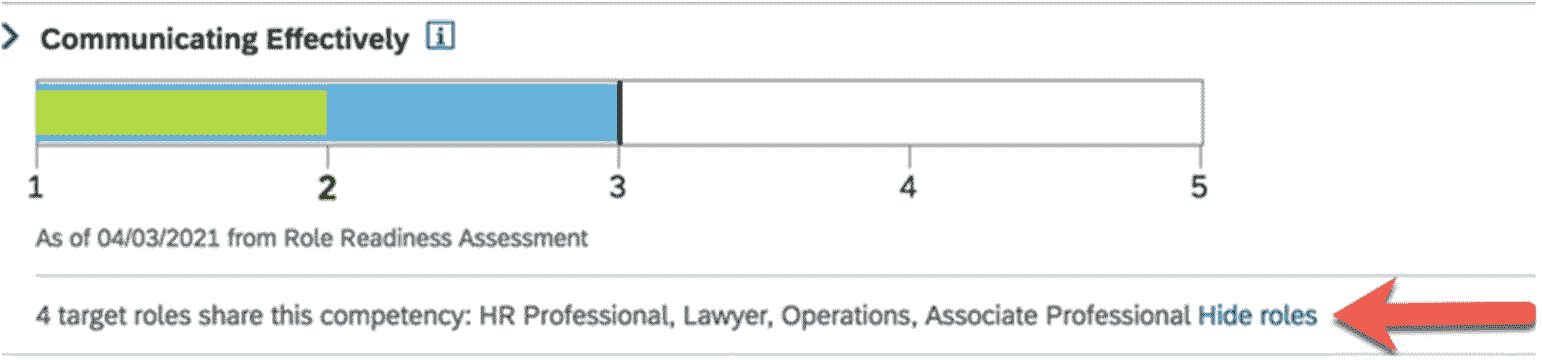 Communicating Effectively i
1 2 3 4 5
As of 04/03/2021 from Role Readiness Assessment
4 target roles share this competency: HR Professional, Lawyer, Operations, Associate Professional Hide roles